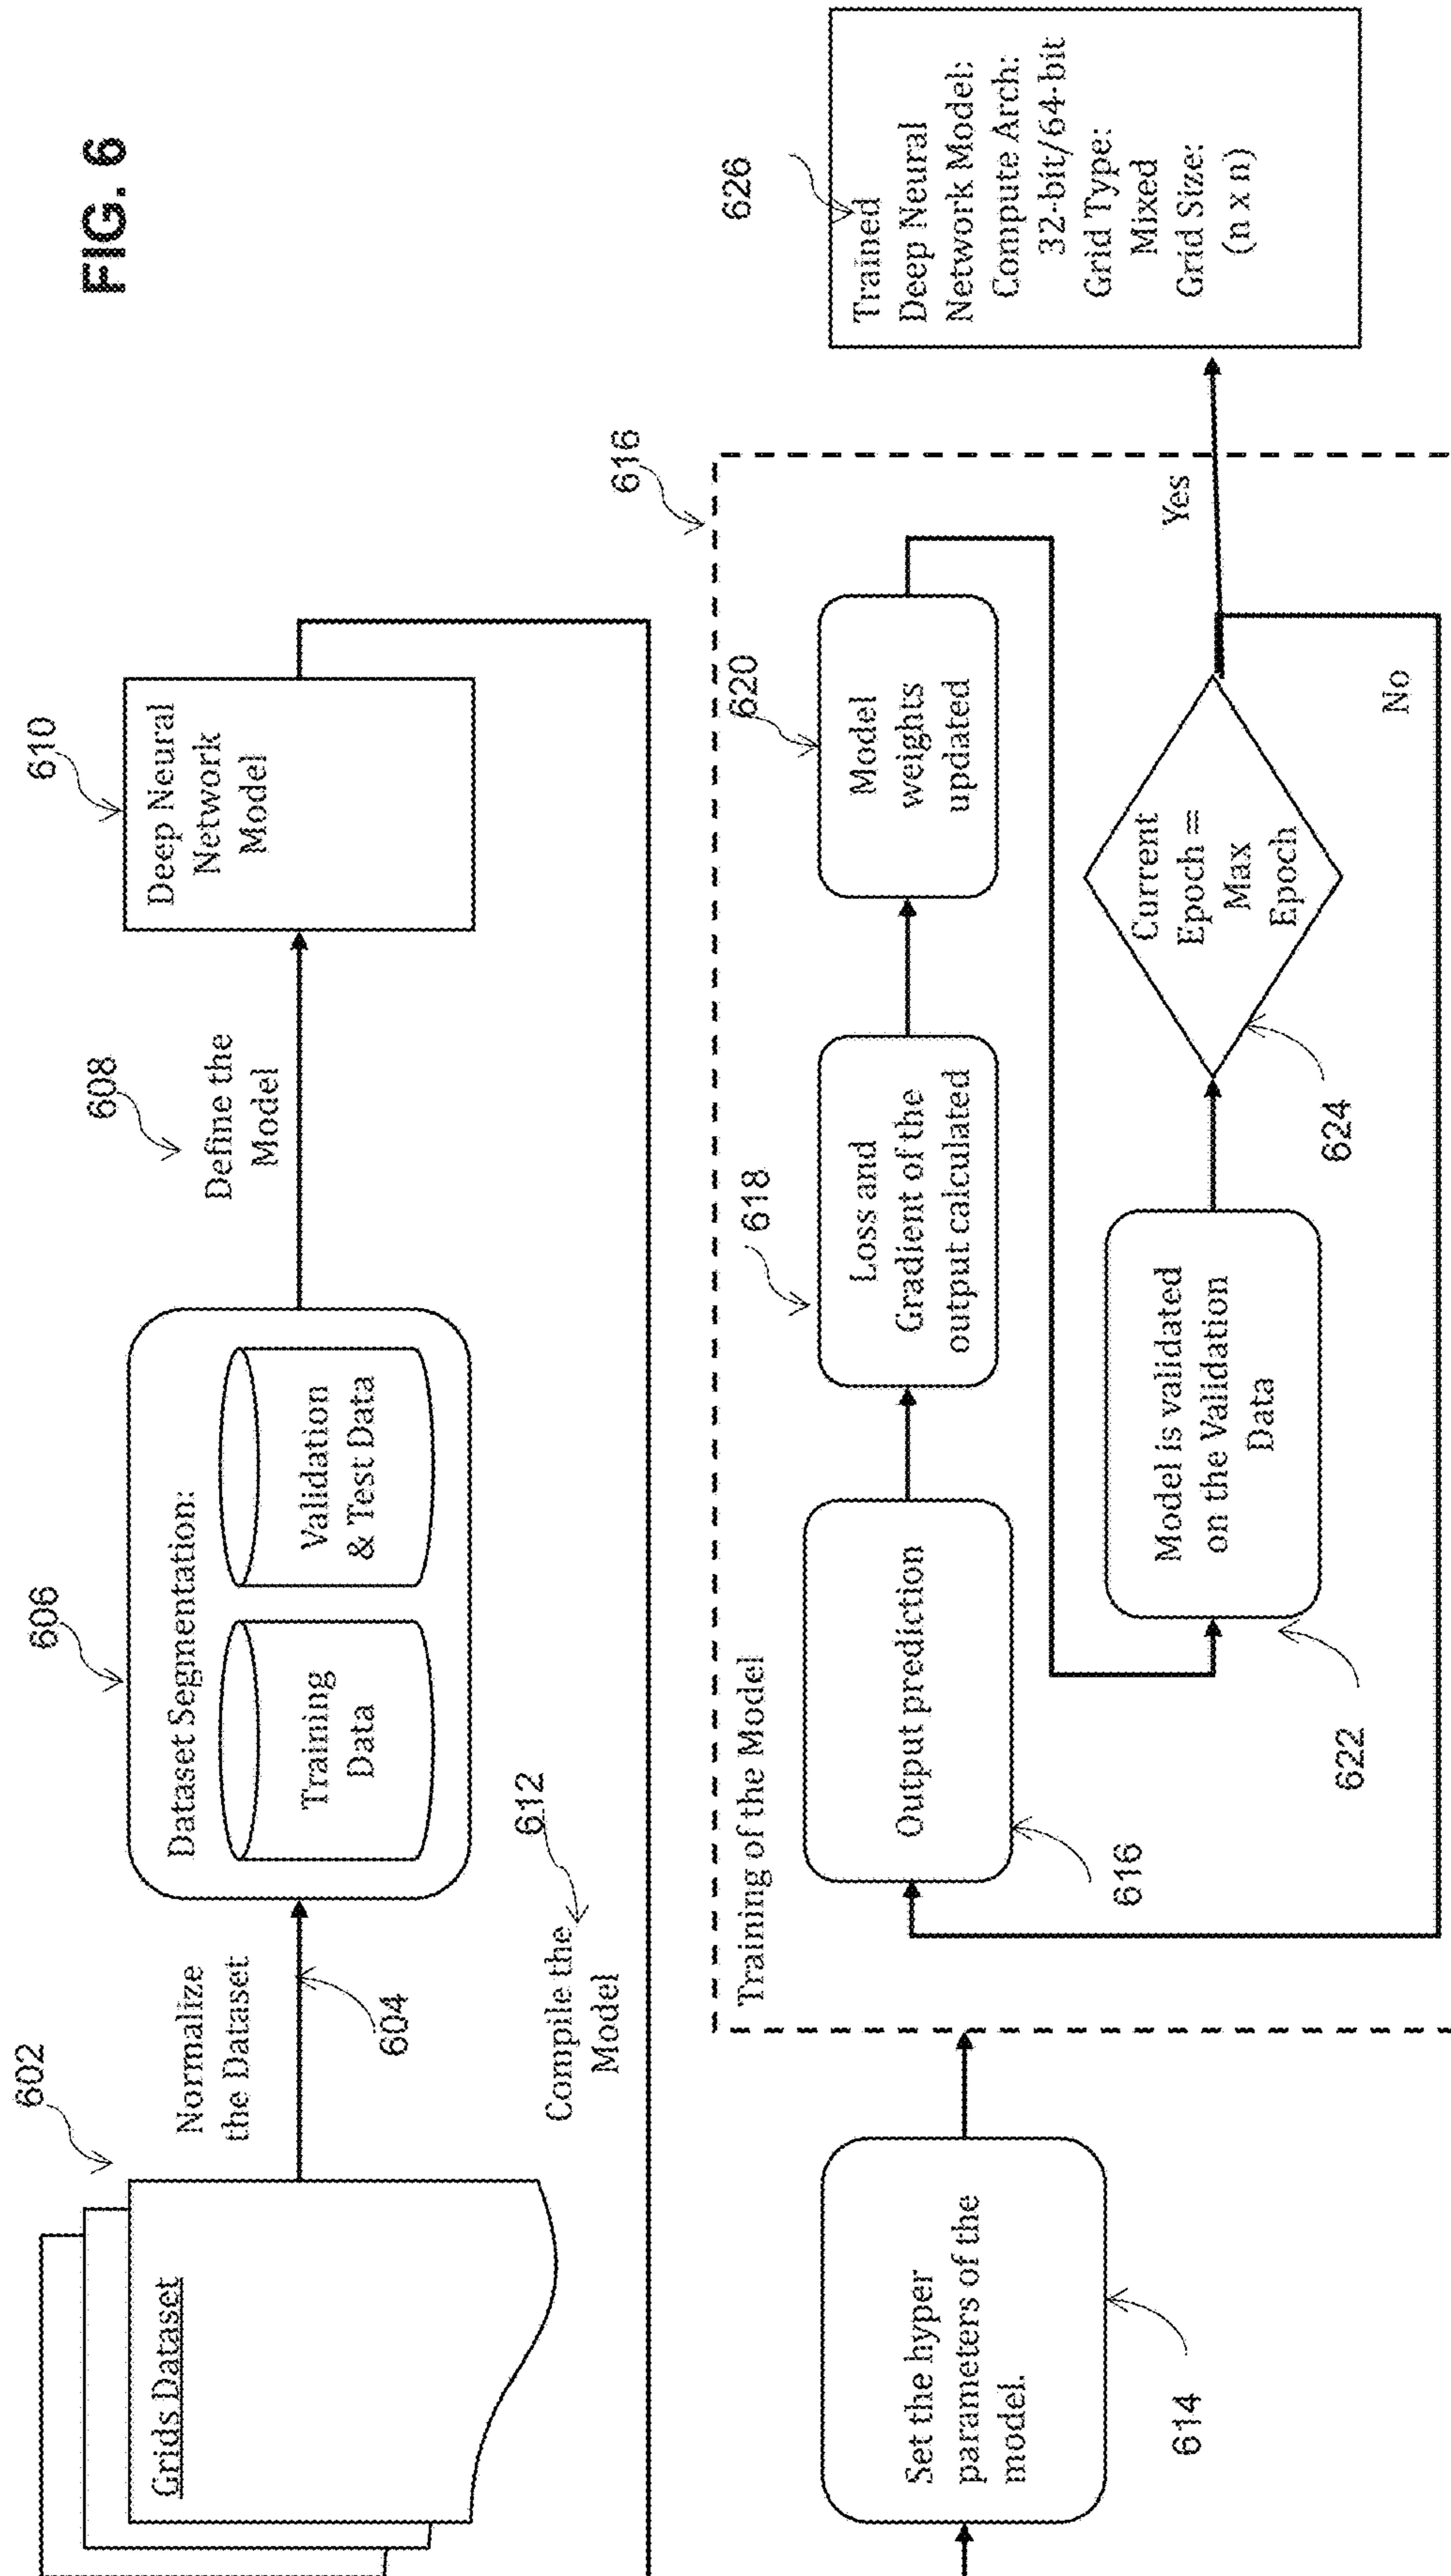 FIG. 6
602
Grids Dataset
Normalize
the Dataset
604
606
Dataset Segmentation:
Training
Data
Validation
& Test Data
608
Define the
Model
610
Deep Neural
Network
Model
612
Compile the
Model
Set the hyper
parameters of the
model.
614
616
Training of the Model
Output prediction
616
618
Loss and
Gradient of the
output calculated
620
Model
weights
updated
Model is validated
on the Validation
Data
622
Current
Epoch =
Max
Epoch
624
Yes
No
626
Trained
Deep Neural
Network Model:
Compute Arch:
32-bit/64-bit
Grid Type:
Mixed
Grid Size:
(n x n)